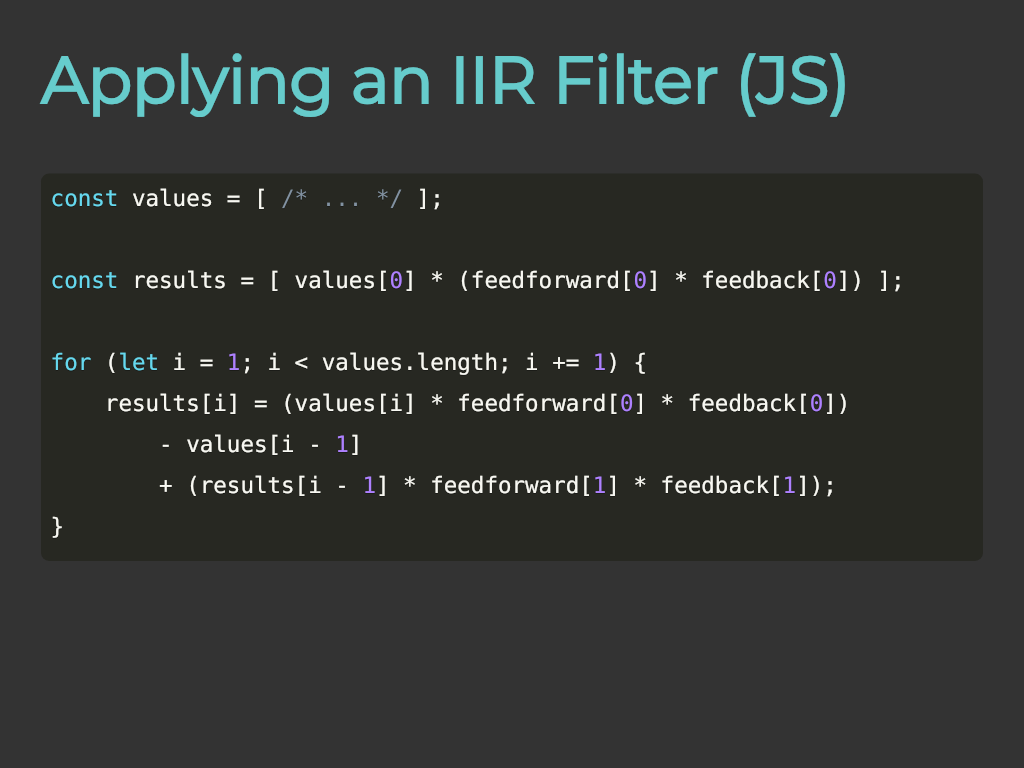 Applying an IIR Filter (JS)
const values = [ /* ... */ ];
const results = [ values[0] * (feedforward[0] * feedback[0]) ];
for (let i = 1; i < values.length; i += 1) {
    results[i] = (values[i] * feedforward[0] * feedback[0])
        - values[i - 1]
        + (results[i - 1] * feedforward[1] * feedback[1]);
}